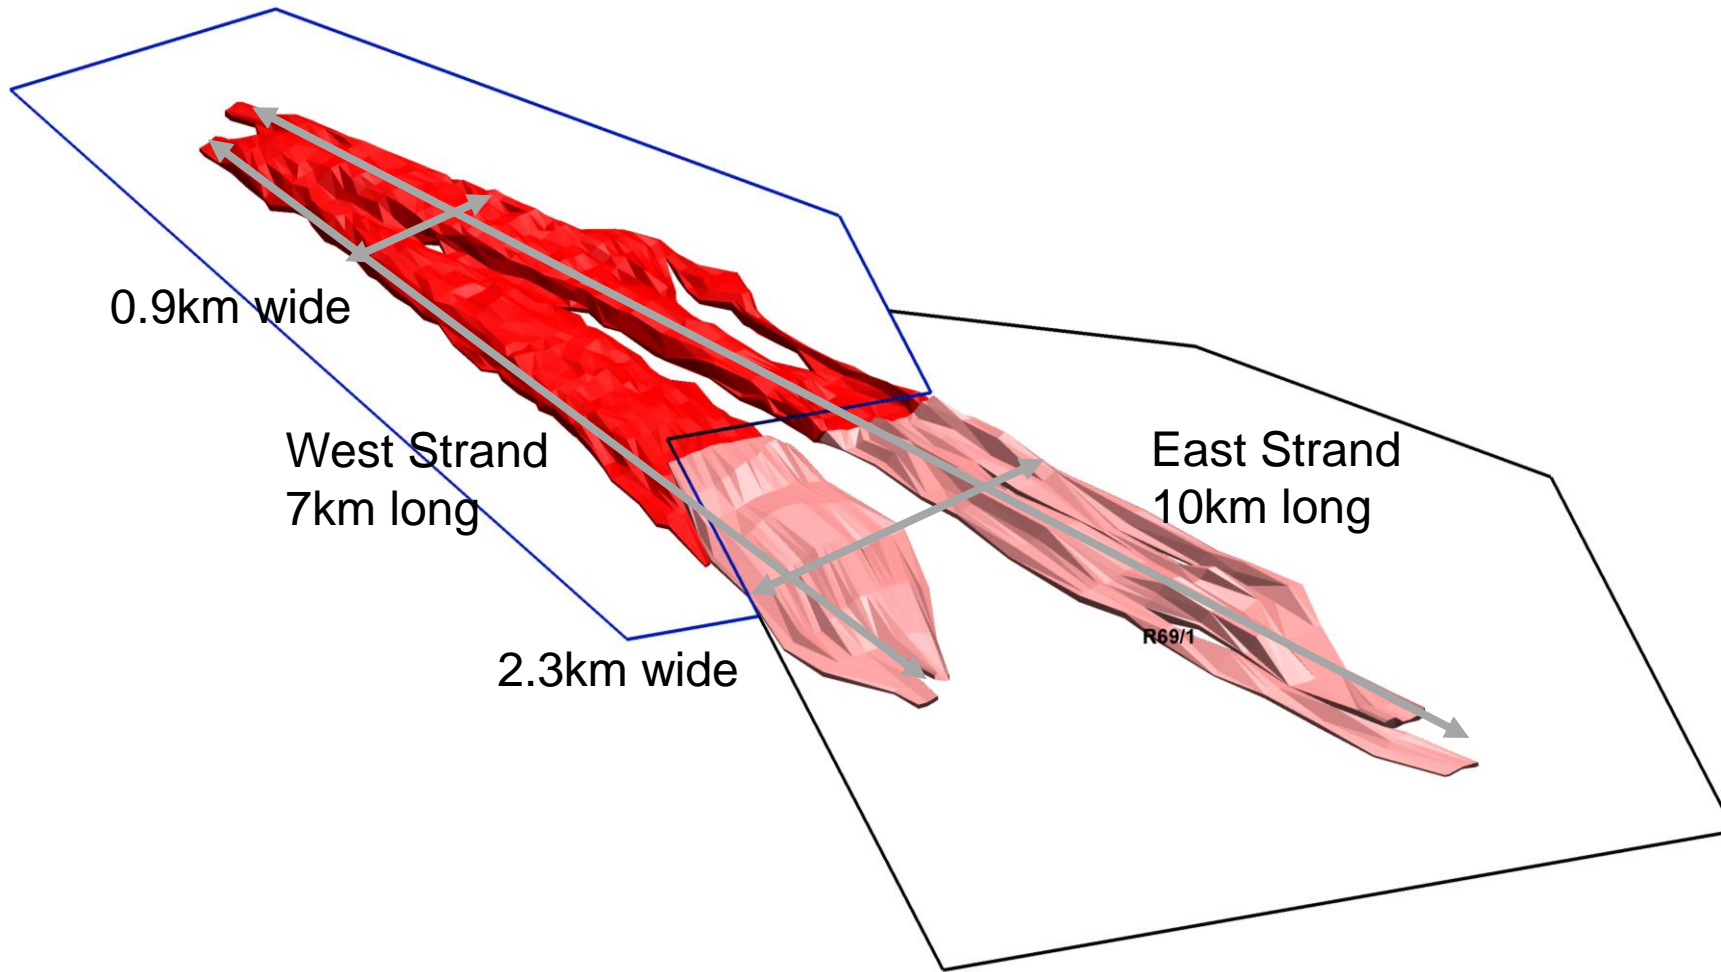 0.9km wide
West Strand
7km long
East Strand
10km long
R69/1
2.3km wide